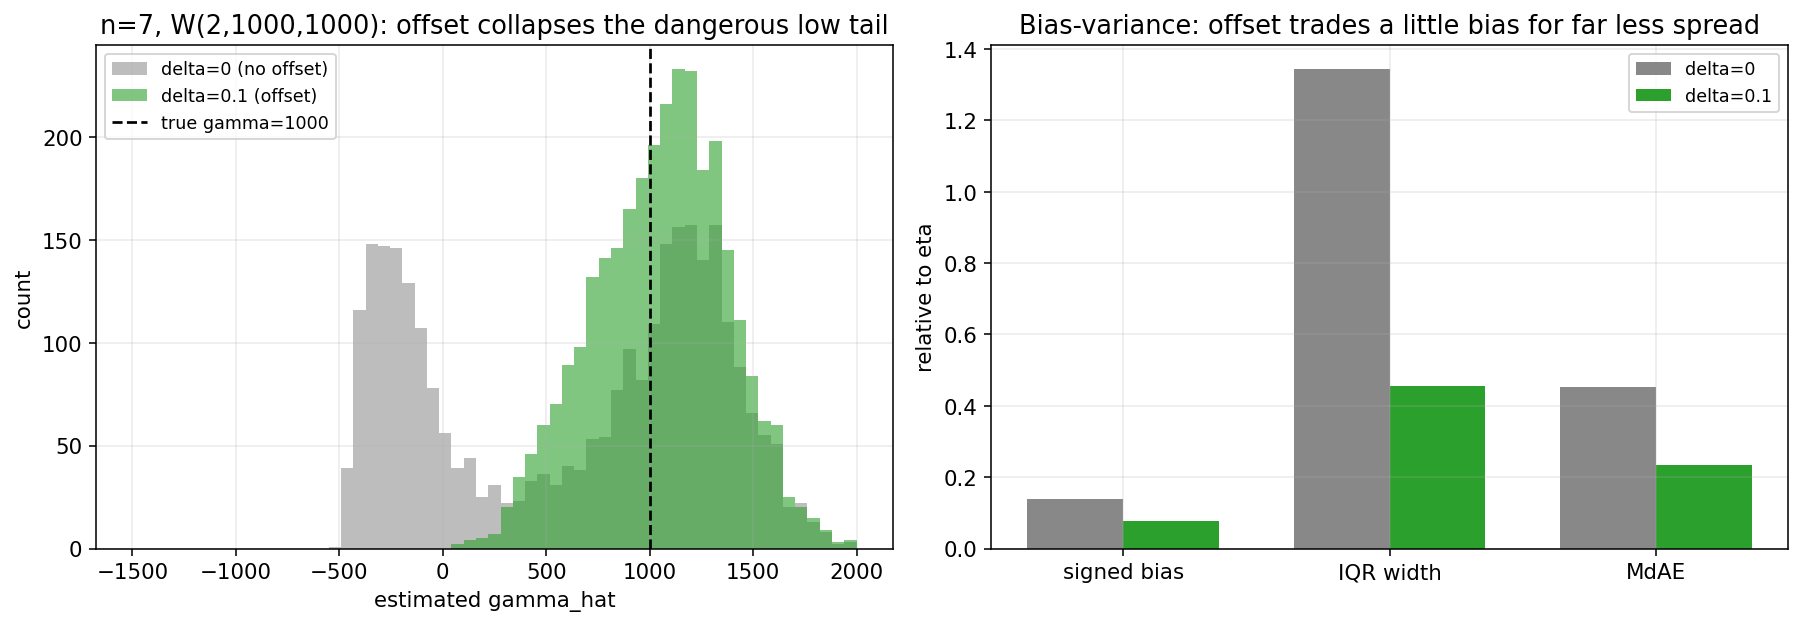 n=7, W(2,1000,1000): offset collapses the dangerous low tail
delta=0 (no offset)
delta=0.1 (offset)
true gamma=1000
count
200
150
100
50
0
−1500
−1000
−500
0
500
1000
1500
2000
estimated gamma_hat
Bias-variance: offset trades a little bias for far less spread
delta=0
delta=0.1
relative to eta
1.4
1.2
1.0
0.8
0.6
0.4
0.2
0.0
signed bias
IQR width
MdAE